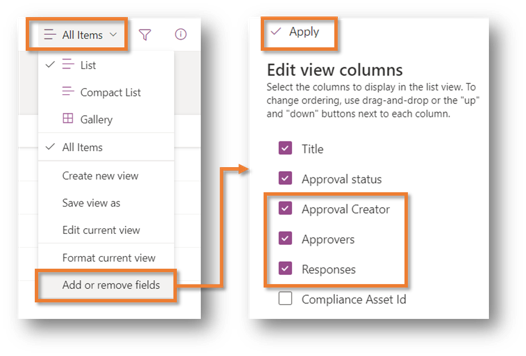 All Items
List
Compact List
Gallery
All Items
Create new view
Save view as
Edit current view
Format current view
Add or remove fields
Apply
Edit view columns
Select the columns to display in the list view. To
change ordering, use drag-and-drop or the "up"
and "down" buttons next to each column.
Title
Approval status
Approval Creator
Approvers
Responses
Compliance Asset Id